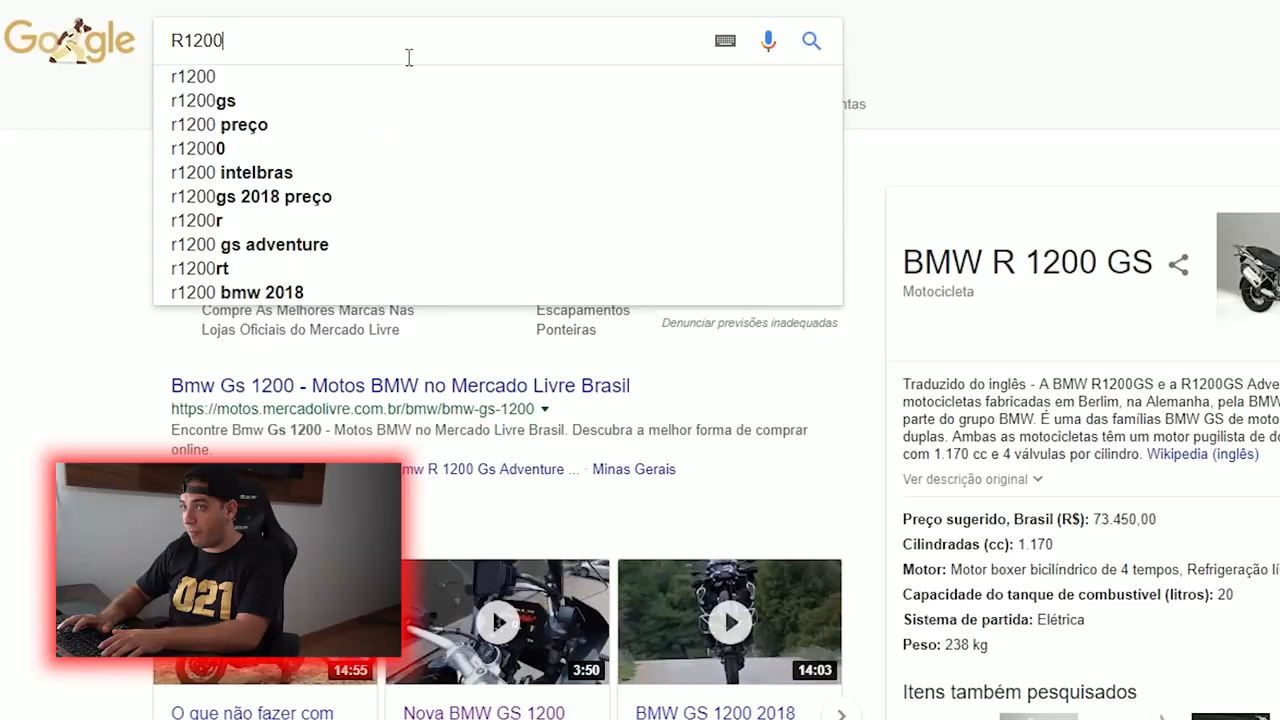 Google
R1200
r1200
r1200gs
r1200 preço
r12000
r1200 intelbras
r1200gs 2018 preço
r1200r
r1200 gs adventure
r1200rt
r1200 bmw 2018
ntas
Compre As Melhores Marcas Nas
Lojas Oficiais do Mercado Livre
Escapamentos
Ponteiras
Denunciar previsões inadequadas
Bmw Gs 1200 - Motos BMW no Mercado Livre Brasil
https://motos.mercadolivre.com.br/bmw/bmw-gs-1200
Encontre Bmw Gs 1200 - Motos BMW no Mercado Livre Brasil. Descubra a melhor forma de comprar
online.
mw R 1200 Gs Adventure ... · Minas Gerais
021
14:55
3:50
14:03
O que não fazer com
Nova BMW GS 1200
BMW GS 1200 2018
BMW R 1200 GS
Motocicleta
Traduzido do inglês - A BMW R1200GS e a R1200GS Adve
motocicletas fabricadas em Berlim, na Alemanha, pela BMW
parte do grupo BMW. É uma das famílias BMW GS de moto
duplas. Ambas as motocicletas têm um motor pugilista de d
com 1.170 cc e 4 válvulas por cilindro. Wikipedia (inglês)
Ver descrição original
Preço sugerido, Brasil (R$): 73.450,00
Cilindradas (cc): 1.170
Motor: Motor boxer bicilíndrico de 4 tempos, Refrigeração lí
Capacidade do tanque de combustível (litros): 20
Sistema de partida: Elétrica
Peso: 238 kg
Itens também pesquisados